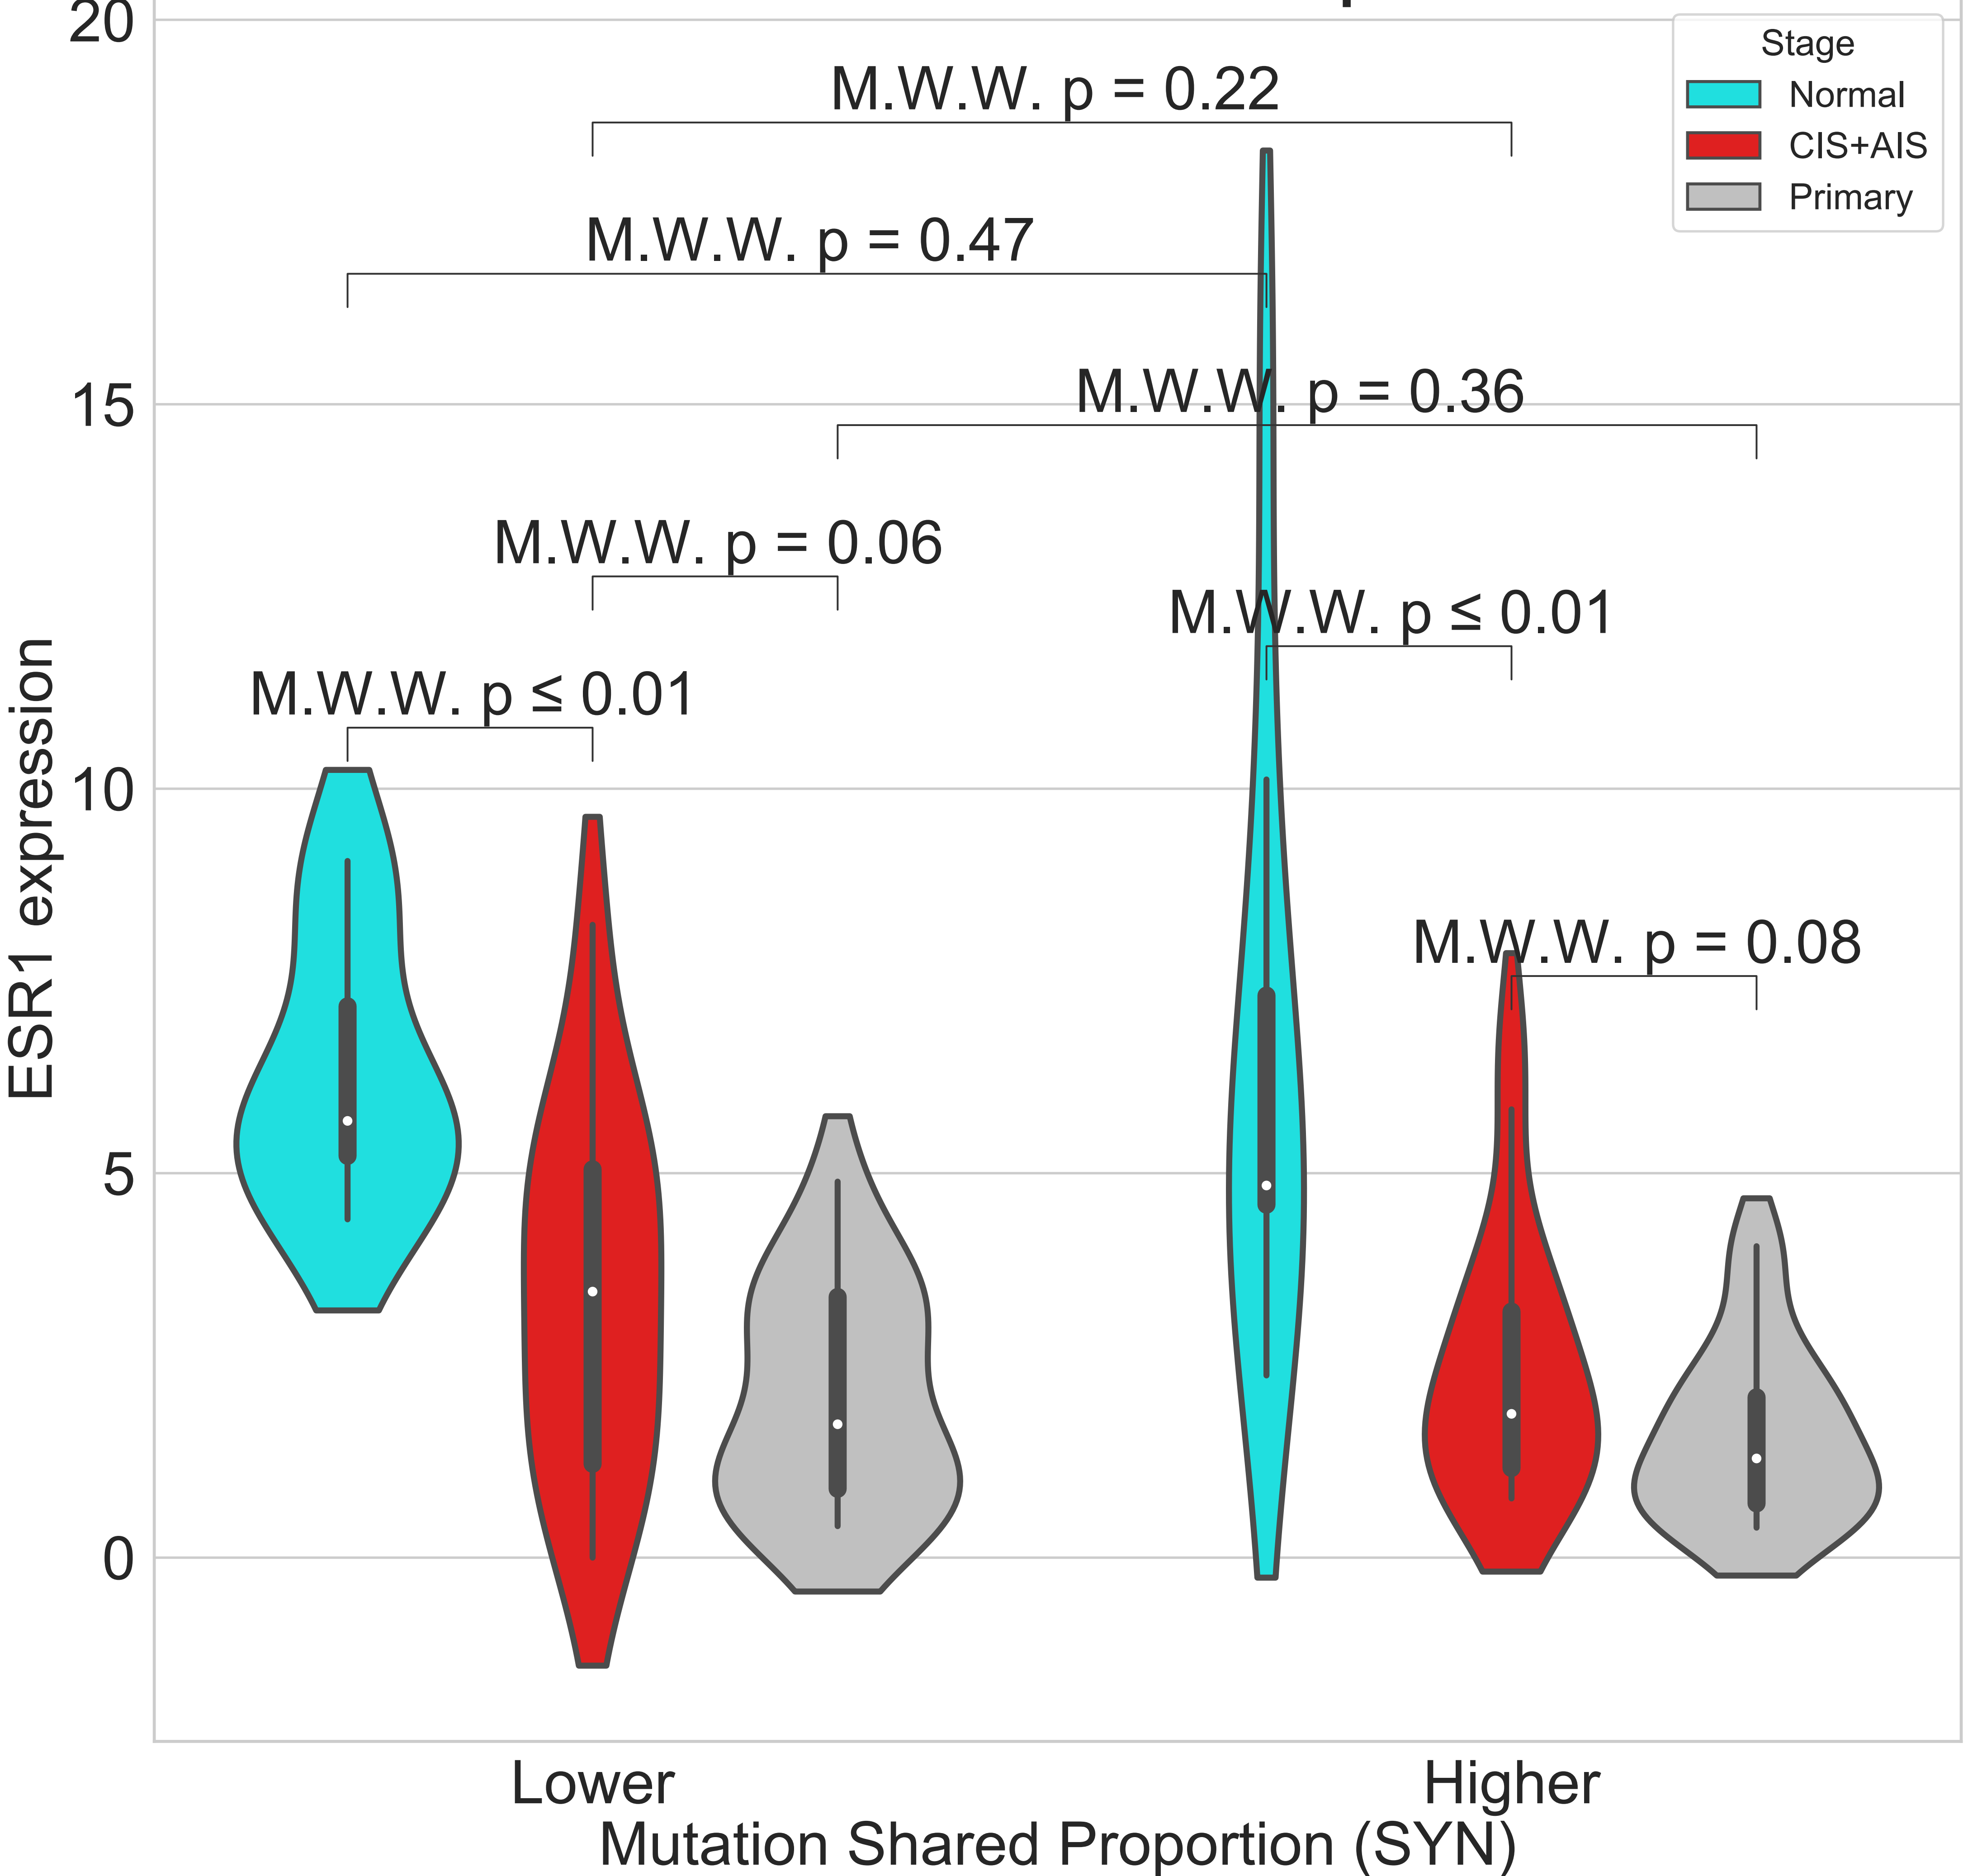 20
Stage
Normal
CIS+AIS
Primary
M.W.W. p = 0.22
M.W.W. p = 0.47
15
M.W.W. p = 0.36
M.W.W. p = 0.06
M.W.W. p ≤ 0.01
M.W.W. p ≤ 0.01
10
M.W.W. p = 0.08
ESR1 expression
5
0
Lower
Higher
Mutation Shared Proportion (SYN)